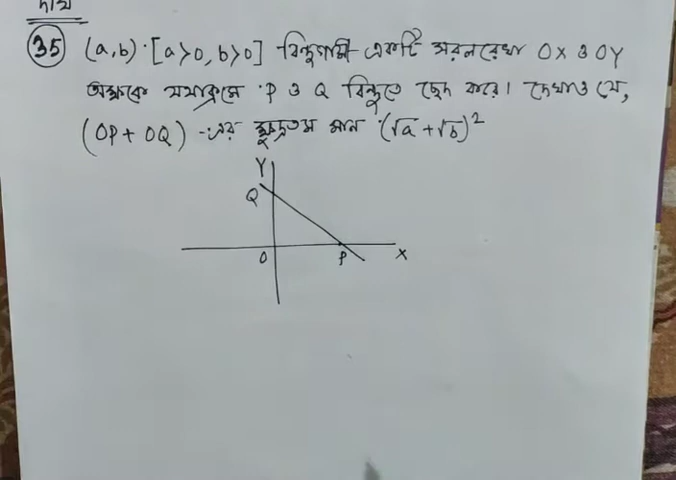 দাও
35 (a,b) [a>0, b>0] বিন্দুগামী একটি সরলরেখা OX ও OY
অক্ষকে যথাক্রমে P ও Q বিন্দুতে ছেদ করে। দেখাও যে,
(OP + OQ) -এর ক্ষুদ্রতম মান (√a + √b)²
Y
Q
O P X